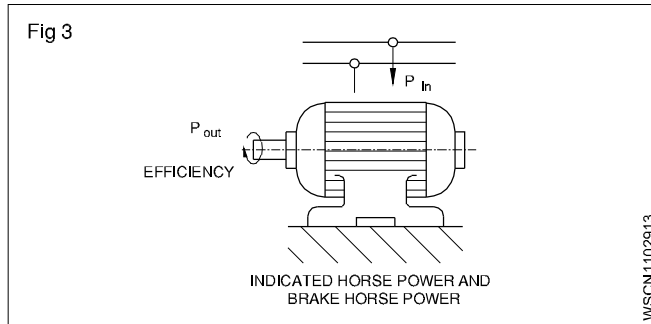 Fig 3
P in
P out
EFFICIENCY
INDICATED HORSE POWER AND
BRAKE HORSE POWER
WSCN1102913